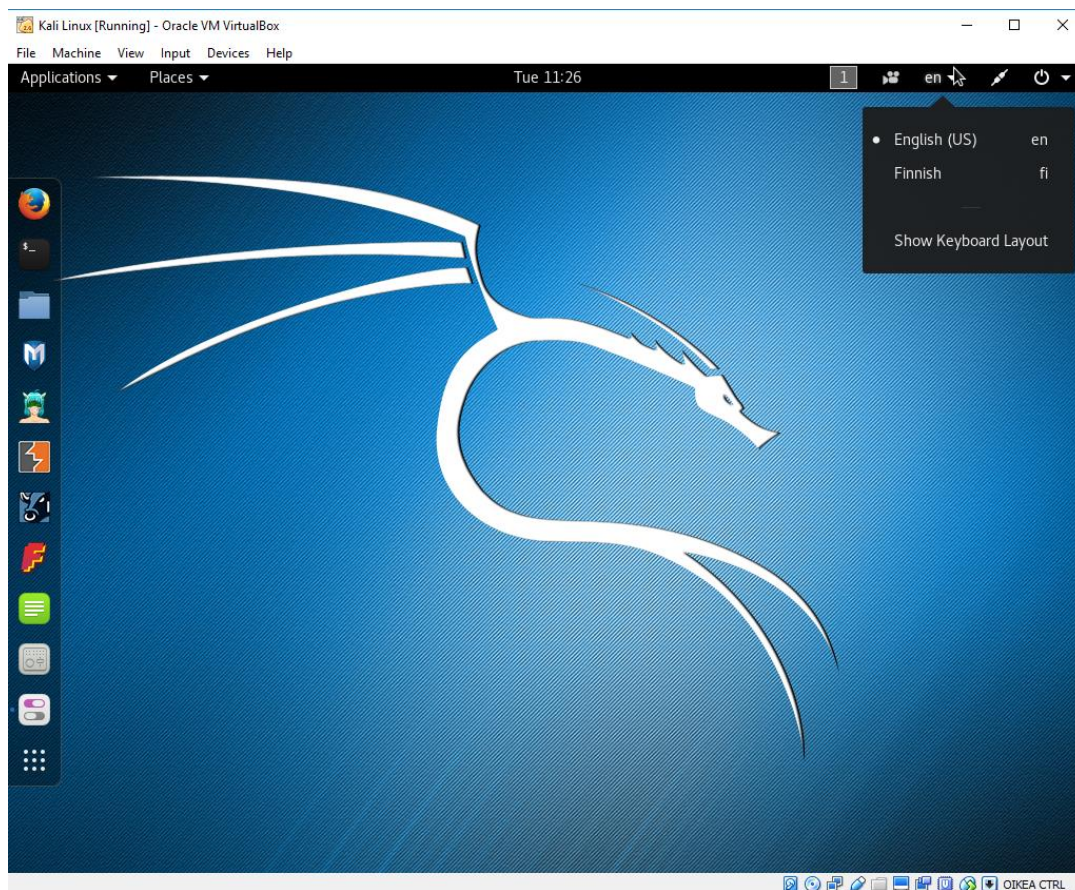 Kali Linux [Running] - Oracle VM VirtualBox
File Machine View Input Devices Help
Applications Places Tue 11:26 1 en
English (US) en
Finnish fi
Show Keyboard Layout
$_
OIKEA CTRL